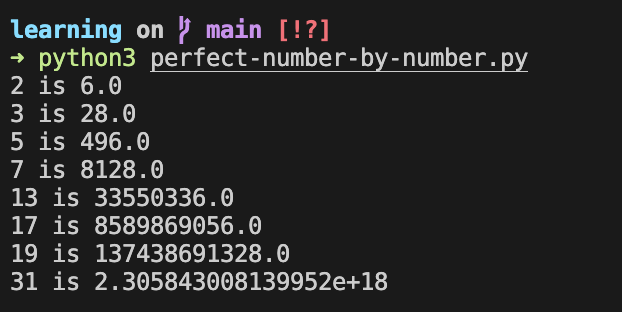 learning on  main [!?]
➜ python3 perfect-number-by-number.py
2 is 6.0
3 is 28.0
5 is 496.0
7 is 8128.0
13 is 33550336.0
17 is 8589869056.0
19 is 137438691328.0
31 is 2.305843008139952e+18